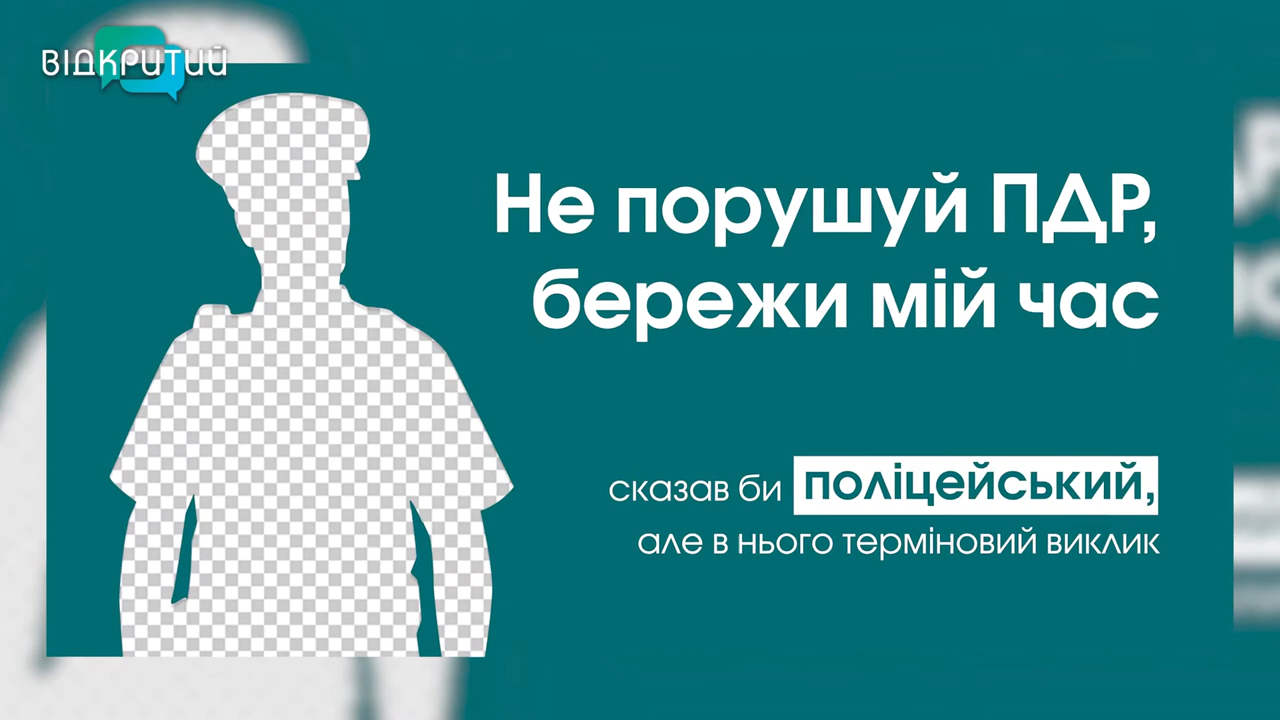 ВІДКРИТИЙ
Не порушуй ПДР,
бережи мій час
сказав би поліцейський,
але в нього терміновий виклик